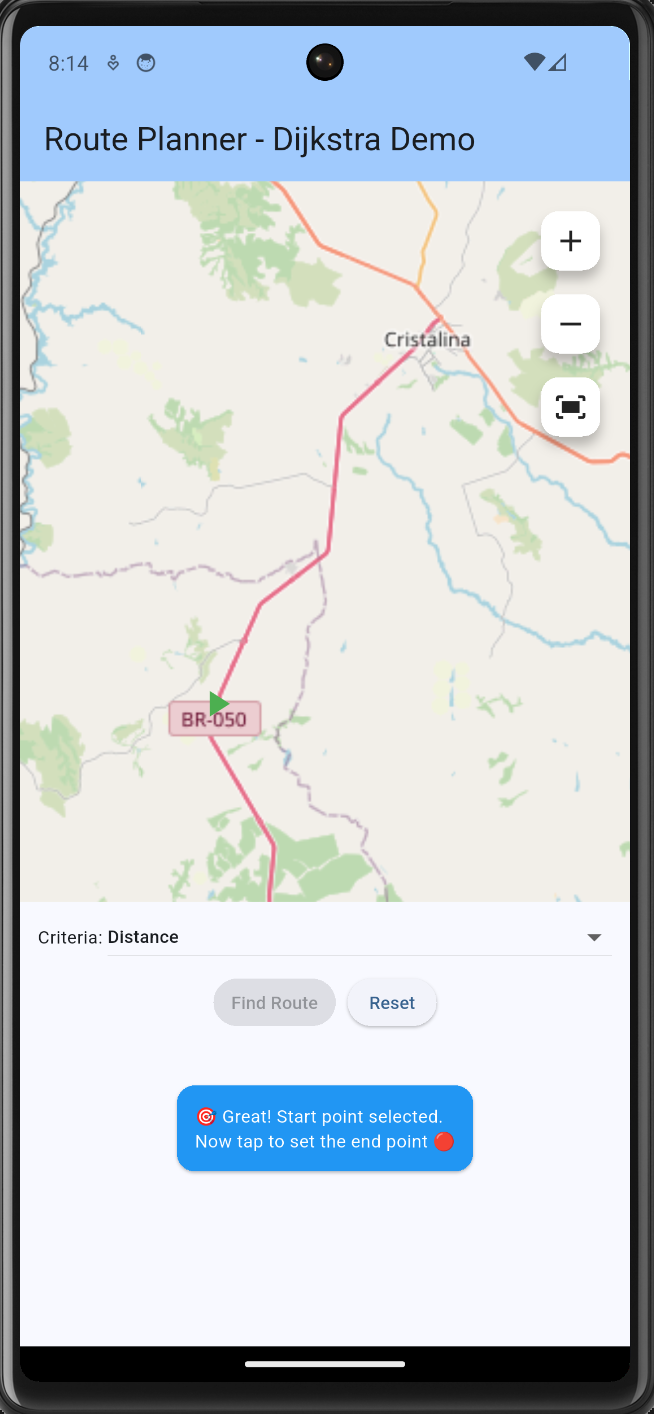 8:14
Route Planner - Dijkstra Demo
Cristalina
BR-050
Criteria: Distance
Find Route Reset
🎯 Great! Start point selected.
Now tap to set the end point 🔴